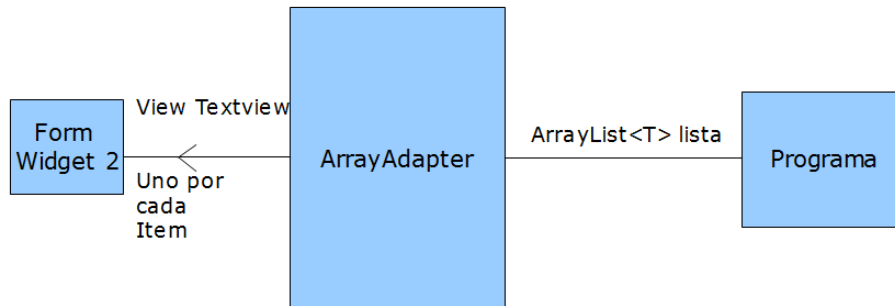 View Textview
Form
Widget 2
Uno por
cada
Item
ArrayAdapter
ArrayList<T> lista
Programa